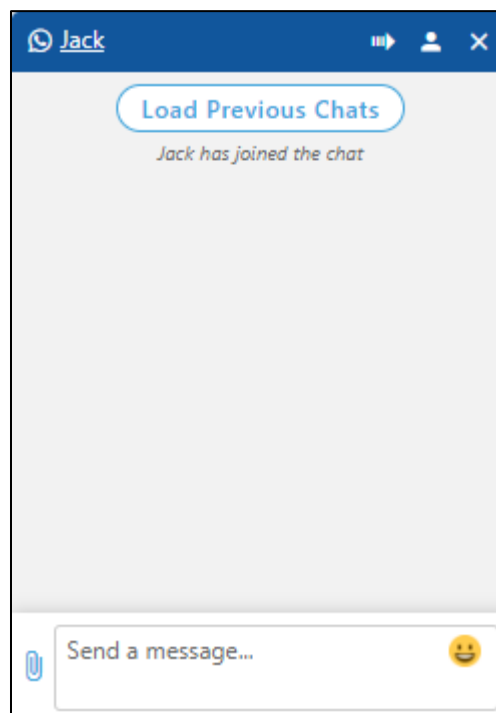 Jack
Load Previous Chats
Jack has joined the chat
Send a message...